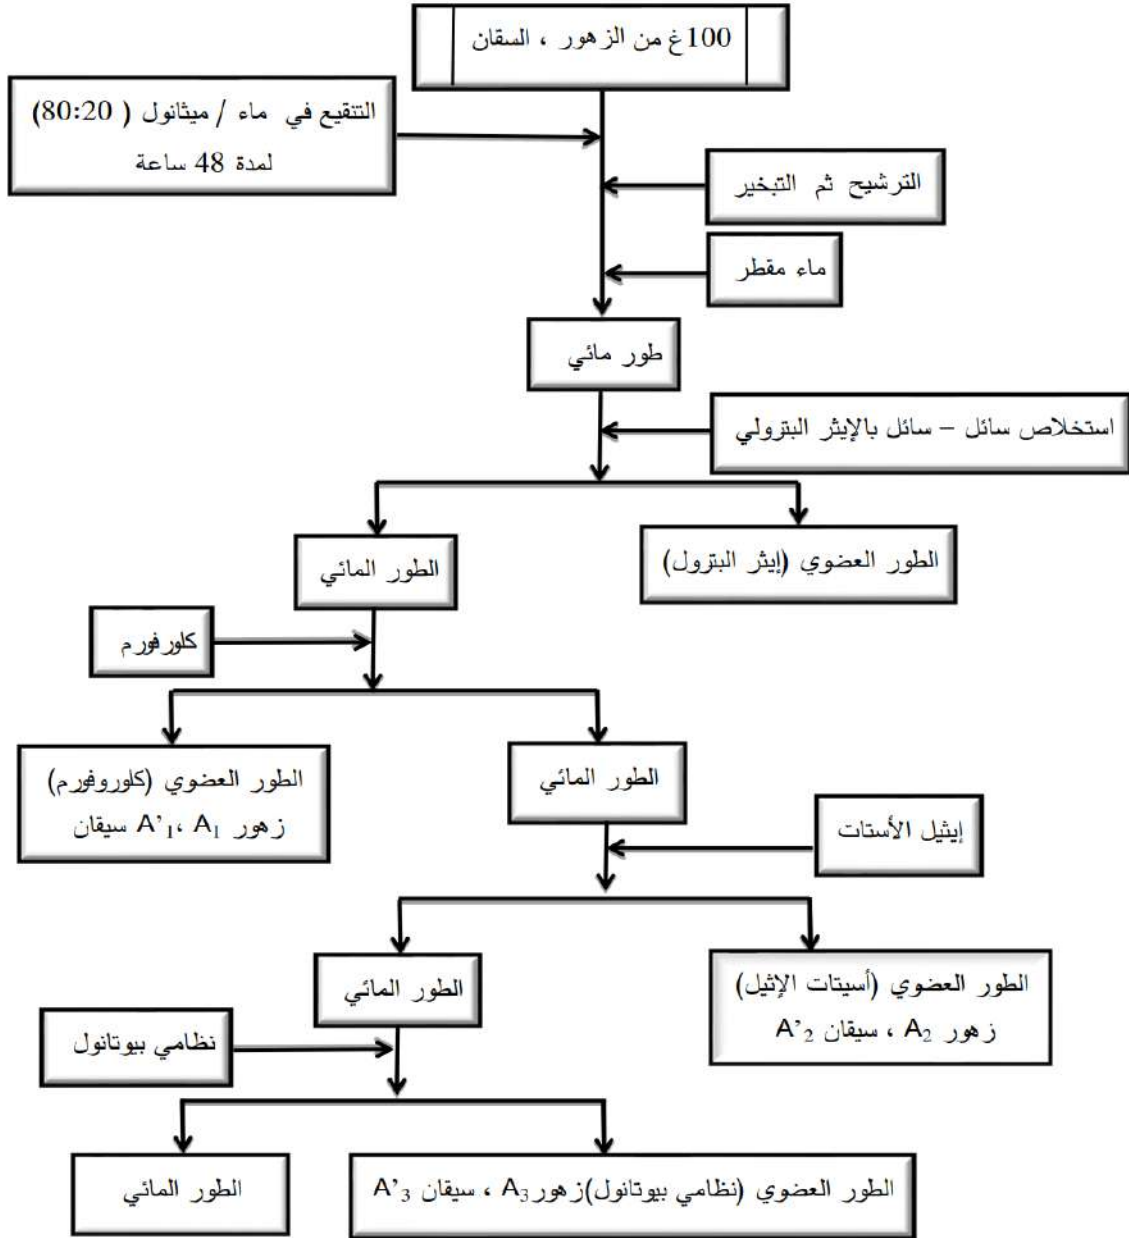 100غ من الزهور ، السقان
التنقيع في ماء / ميثانول ( 80:20)
لمدة 48 ساعة
الترشيح ثم التبخير
ماء مقطر
طور مائي
استخلاص سائل – سائل بالإيثر البتزولي
الطور المائي
الطور العضوي (إيثر البتزول)
كلورفورم
الطور العضوي (كلوروفورم)
زهور A₁ ،A'₁ سيقان
الطور المائي
إيثيل الأستات
الطور المائي
الطور العضوي (أسيتات الإثيل)
زهور A₂ ، سيقان A'₂
نظامي بيوتانول
الطور المائي
الطور العضوي (نظامي بيوتانول)زهورA₃ ، سيقان A'₃